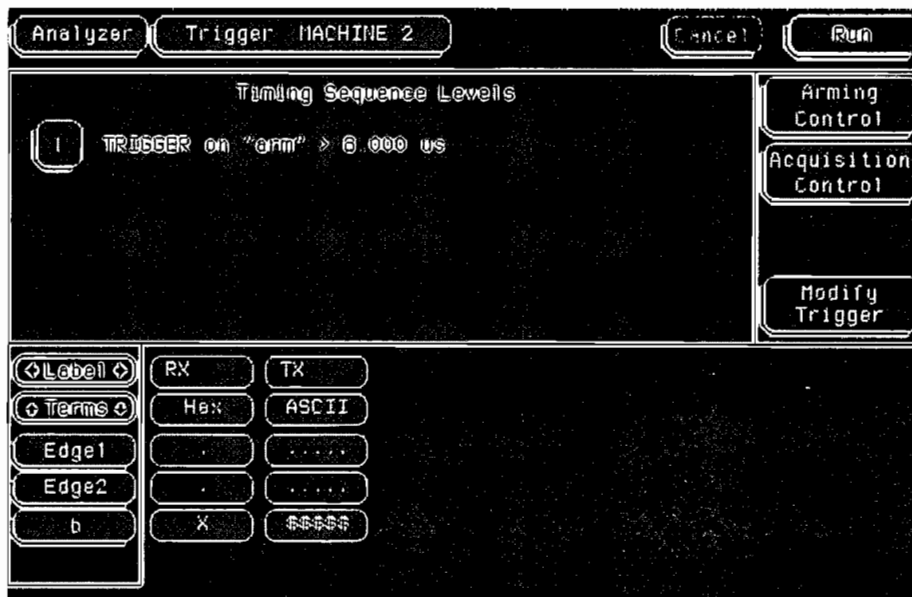 Analyzer Trigger MACHINE 2 Cancel Run
Timing Sequence Levels
1 TRIGGER on "arm" > 8.000 us
Arming
Control
Acquisition
Control
Modify
Trigger
Label RX TX
Terms Hex ASCII
Edge1 . .....
Edge2 . .....
b X $$$$$